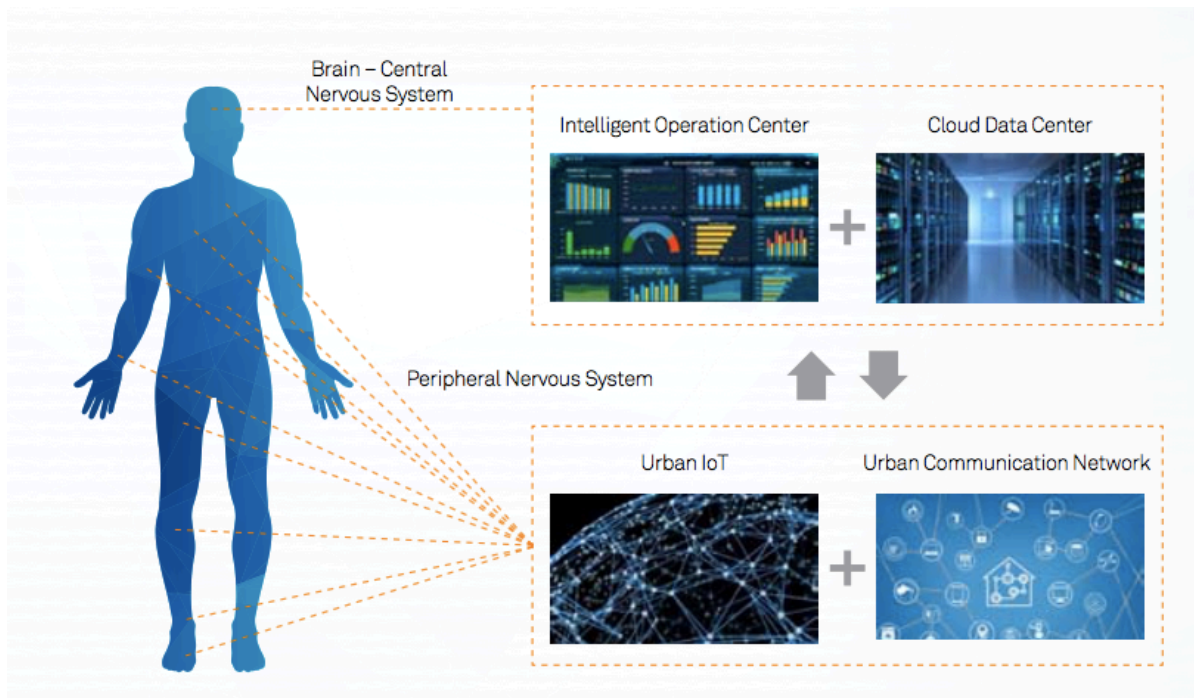 Brain – Central
Nervous System
Intelligent Operation Center
Cloud Data Center
Peripheral Nervous System
Urban IoT
Urban Communication Network